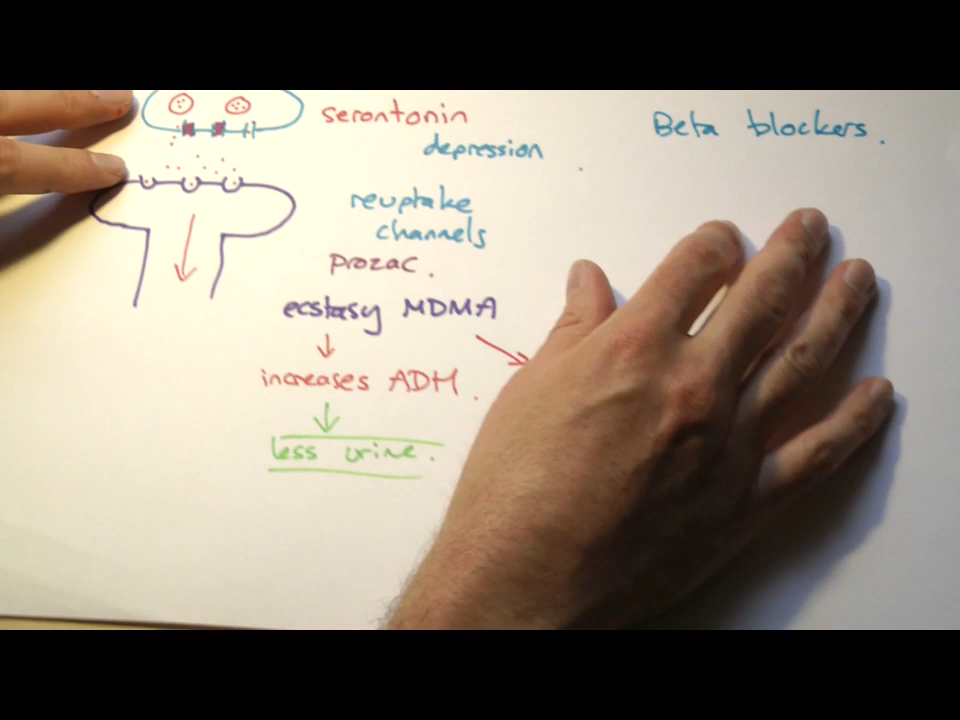 serontonin
depression
reuptake
channels
prozac.
ecstasy MDMA
increases ADH.
less urine.
Beta blockers.